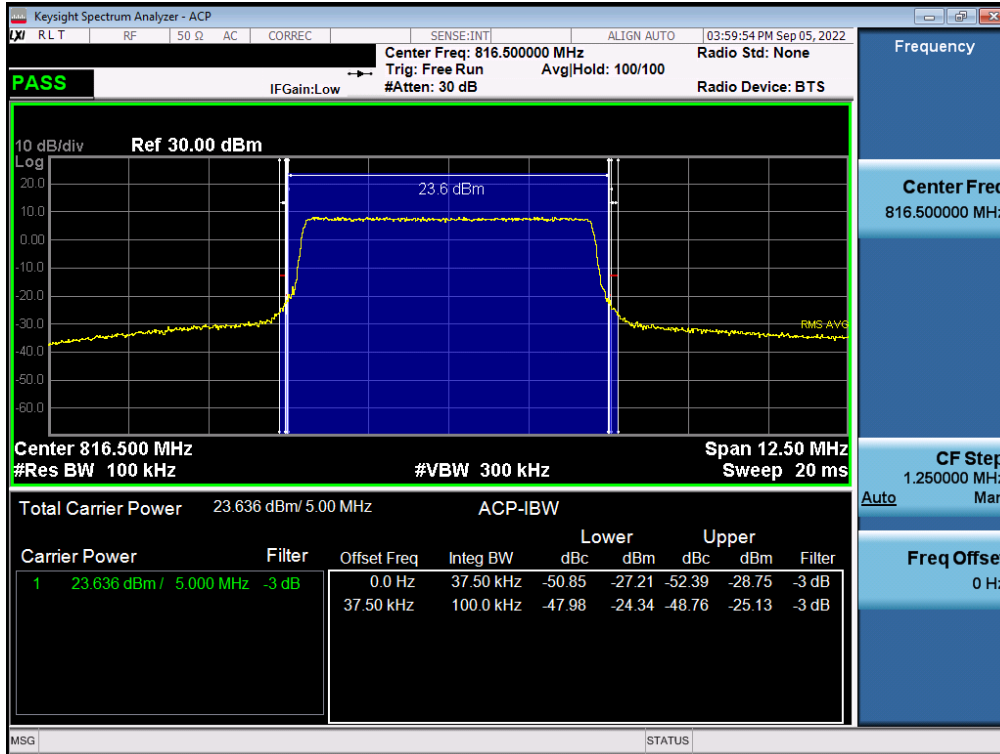 Keysight Spectrum Analyzer - ACP
LXI RLT RF 50 Ω AC CORREC SENSE:INT ALIGN AUTO 03:59:54 PM Sep 05, 2022
Center Freq: 816.500000 MHz Radio Std: None
Trig: Free Run Avg|Hold: 100/100
PASS IFGain:Low #Atten: 30 dB Radio Device: BTS
10 dB/div Ref 30.00 dBm
Log
20.0
23.6 dBm
10.0
0.00
-10.0
-20.0
-30.0 RMS AVG
-40.0
-50.0
-60.0
Center 816.500 MHz Span 12.50 MHz
#Res BW 100 kHz #VBW 300 kHz Sweep 20 ms
Total Carrier Power 23.636 dBm/ 5.00 MHz ACP-IBW
Lower Upper
Carrier Power Filter Offset Freq Integ BW dBc dBm dBc dBm Filter
1 23.636 dBm / 5.000 MHz -3 dB 0.0 Hz 37.50 kHz -50.85 -27.21 -52.39 -28.75 -3 dB
37.50 kHz 100.0 kHz -47.98 -24.34 -48.76 -25.13 -3 dB
Frequency
Center Freq
816.500000 MHz
CF Step
1.250000 MHz
Auto Man
Freq Offset
0 Hz
MSG STATUS